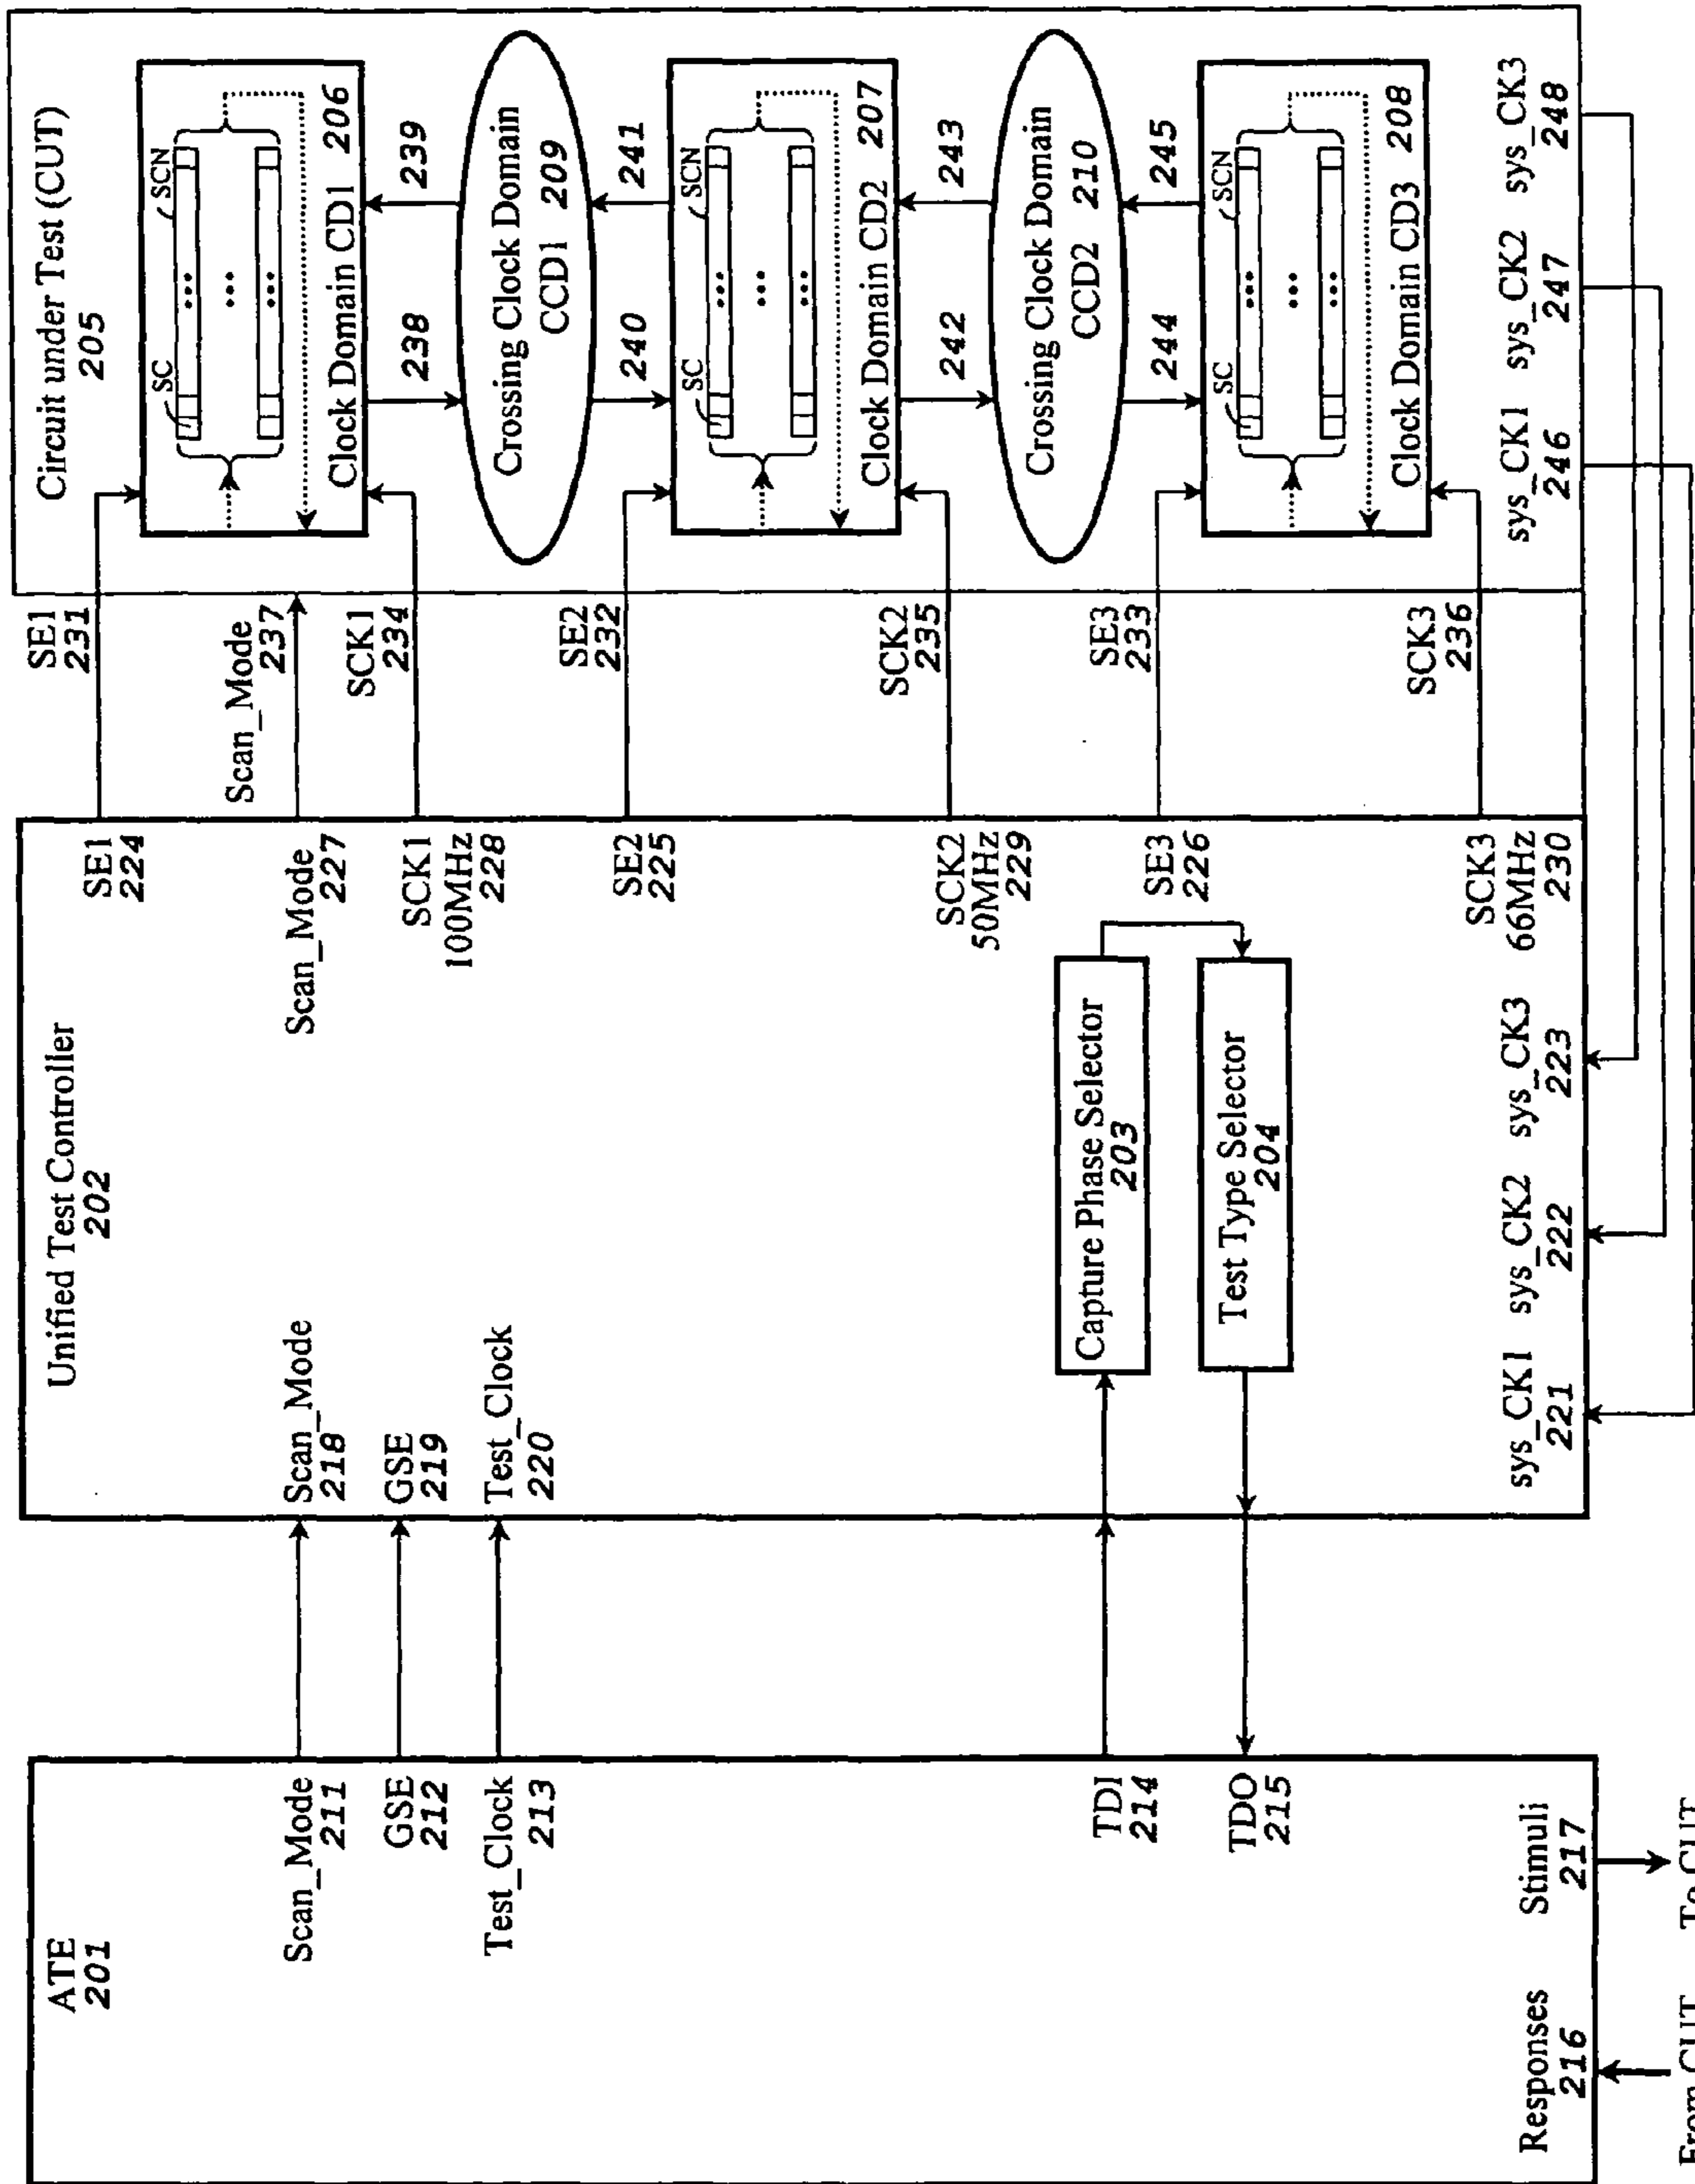 ATE
201
Scan_Mode
211
GSE
212
Test_Clock
213
TDI
214
TDO
215
Responses
216
Stimuli
217
From CUT
To CUT
Unified Test Controller
202
Scan_Mode
218
GSE
219
Test_Clock
220
Capture Phase Selector
203
Test Type Selector
204
sys_CK1
221
sys_CK2
222
sys_CK3
223
SE1
224
Scan_Mode
227
SCK1
100MHz
228
SE2
225
SCK2
50MHz
229
SE3
226
SCK3
66MHz
230
SE1
231
Scan_Mode
237
SCK1
234
SE2
232
SCK2
235
SE3
233
SCK3
236
Circuit under Test (CUT)
205
SC
SCN
...
...
...
Clock Domain CD1 206
238
239
Crossing Clock Domain
CCD1 209
240
241
SC
SCN
...
...
...
Clock Domain CD2 207
242
243
Crossing Clock Domain
CCD2 210
244
245
SC
SCN
...
...
...
Clock Domain CD3 208
sys_CK1
246
sys_CK2
247
sys_CK3
248